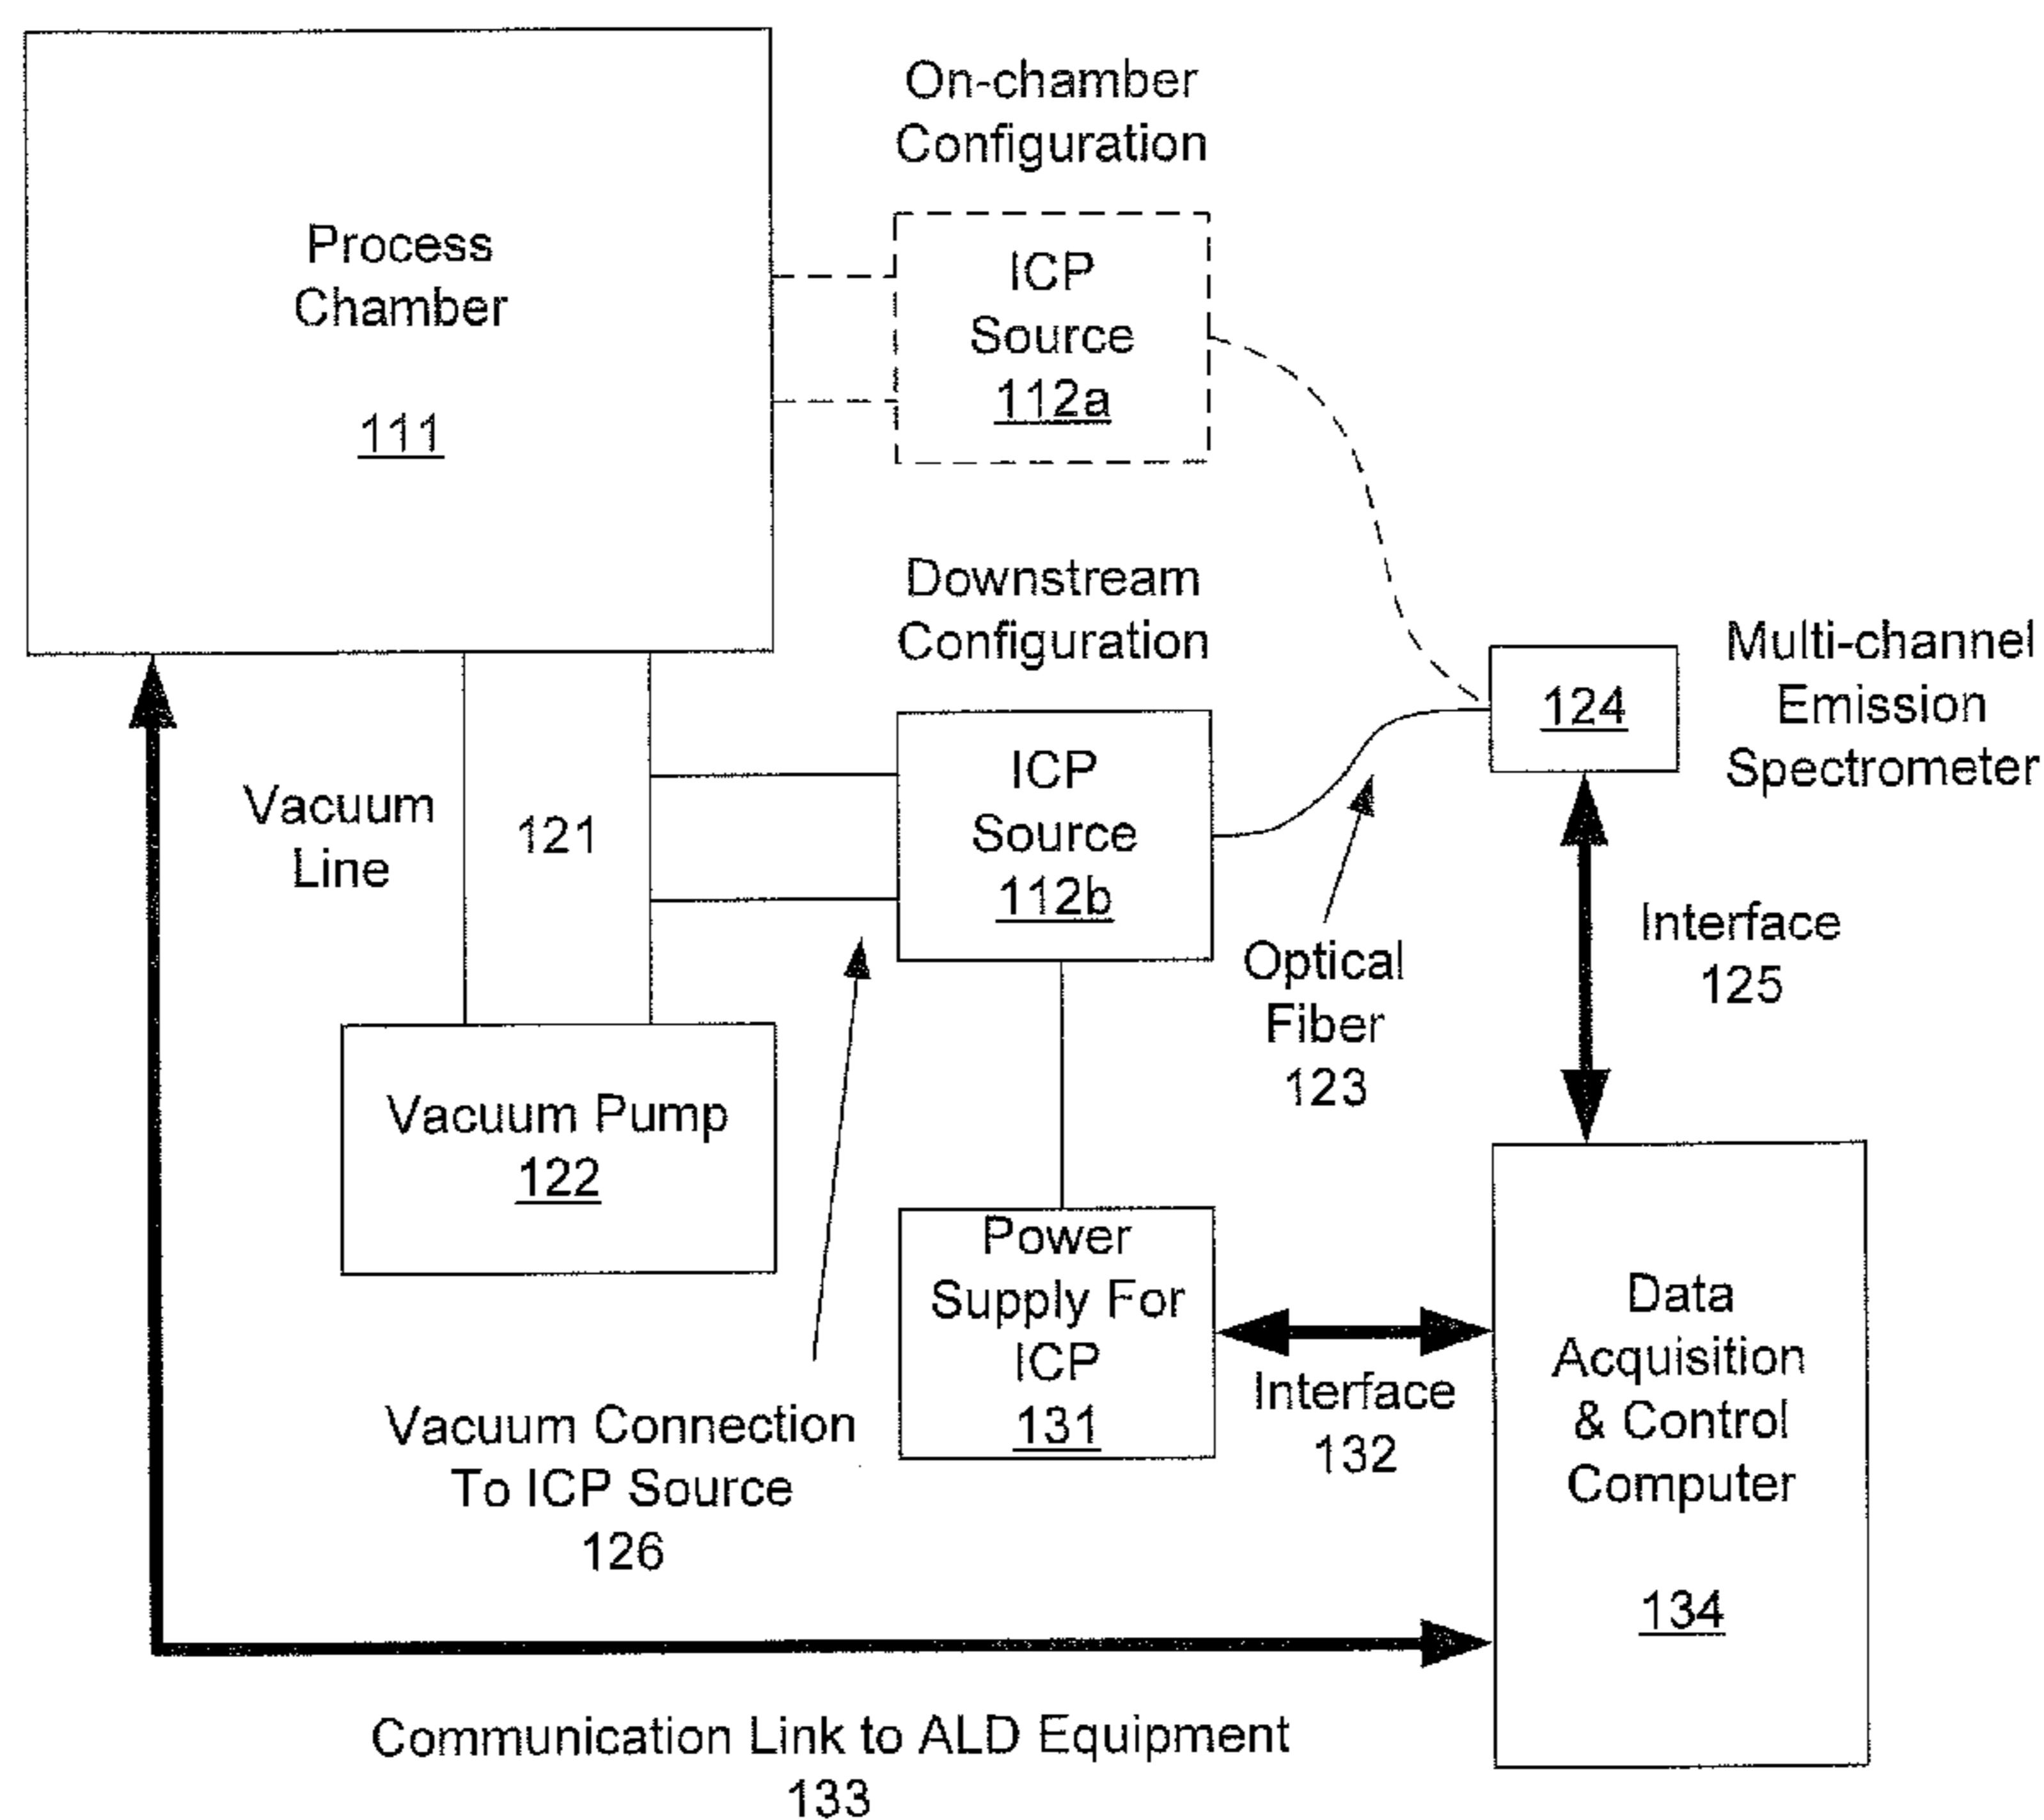 On-chamber
Configuration
Process
Chamber
111
ICP
Source
112a
Downstream
Configuration
Multi-channel
Emission
Spectrometer
124
Vacuum
Line
121
ICP
Source
112b
Interface
125
Optical
Fiber
123
Vacuum Pump
122
Power
Supply For
ICP
131
Interface
132
Data
Acquisition
& Control
Computer
134
Vacuum Connection
To ICP Source
126
Communication Link to ALD Equipment
133